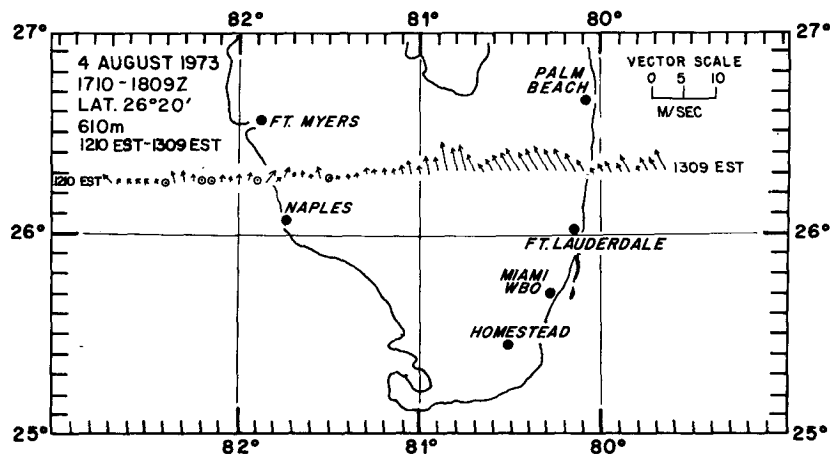 82°
81°
80°
27°
27°
4 AUGUST 1973
1710-1809Z
LAT. 26°20'
610m
1210 EST-1309 EST
PALM
BEACH
VECTOR SCALE
0 5 10
M/SEC
FT. MYERS
1210 EST
1309 EST
NAPLES
26°
26°
FT. LAUDERDALE
MIAMI
WBO
HOMESTEAD
25°
25°
82°
81°
80°